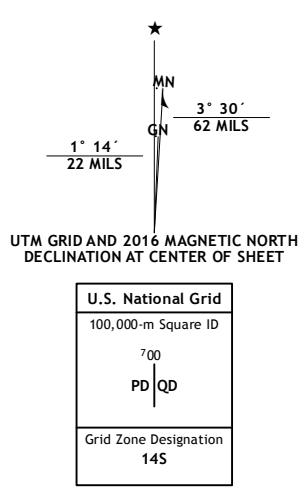 MN
3° 30´
62 MILS
GN
1° 14´
22 MILS
UTM GRID AND 2016 MAGNETIC NORTH
DECLINATION AT CENTER OF SHEET
U.S. National Grid
100,000-m Square ID
⁷00
PD QD
Grid Zone Designation
14S